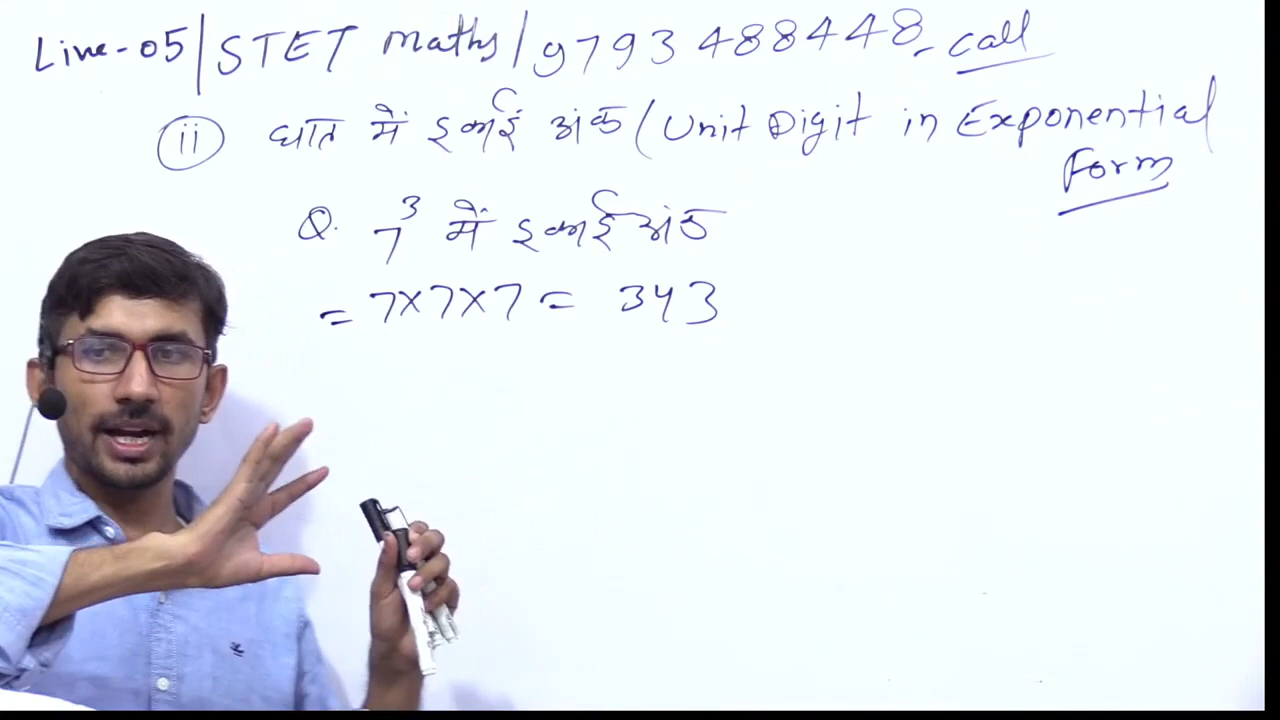 Live-05/STET maths/9793488448-call
(ii) घात में इकाई अंक (Unit Digit in Exponential
Form
Q. 7³ में इकाई अंक
= 7×7×7 = 343